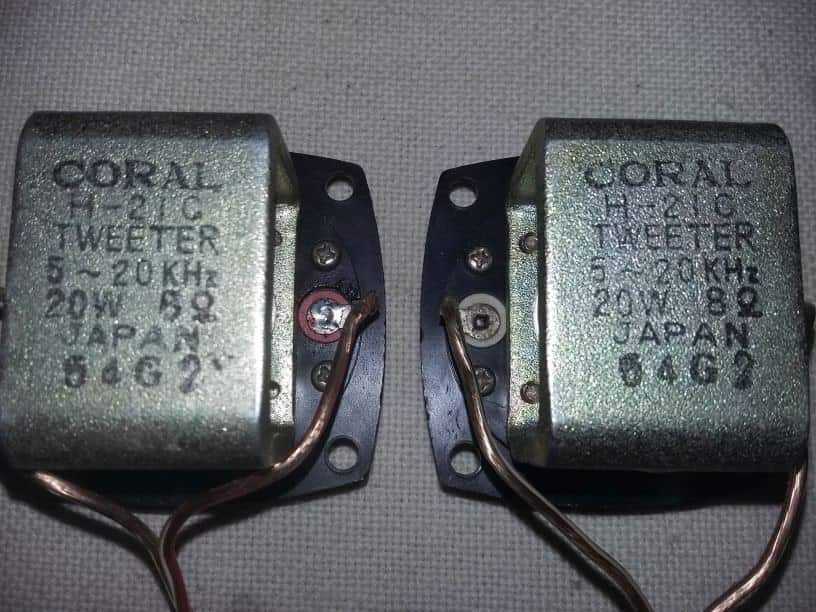 CORAL
H-21C
TWEETER
5~20KHz
20W 8Ω
JAPAN
54G2
CORAL
H-21C
TWEETER
5~20KHz
20W 8Ω
JAPAN
54G2